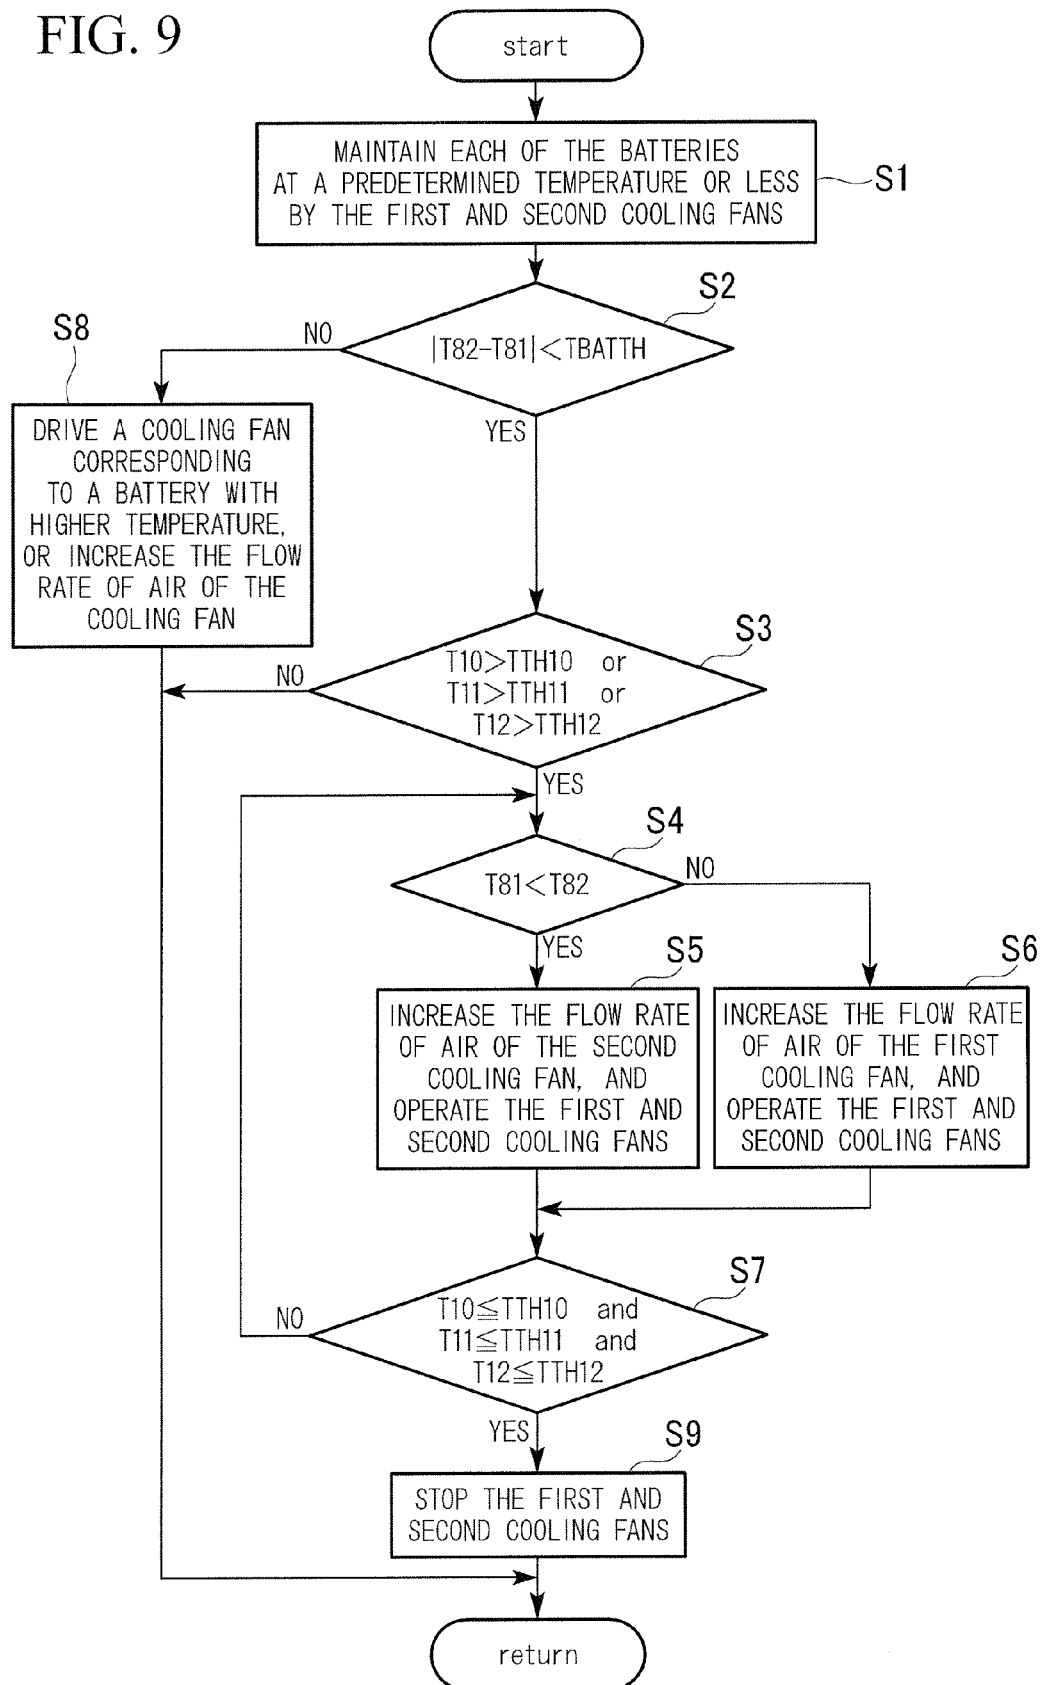 FIG. 9
start
MAINTAIN EACH OF THE BATTERIES
AT A PREDETERMINED TEMPERATURE OR LESS
BY THE FIRST AND SECOND COOLING FANS
S1
S2
|T82-T81|<TBATTH
NO
YES
S8
DRIVE A COOLING FAN
CORRESPONDING
TO A BATTERY WITH
HIGHER TEMPERATURE,
OR INCREASE THE FLOW
RATE OF AIR OF THE
COOLING FAN
S3
T10>TTH10 or
T11>TTH11 or
T12>TTH12
NO
YES
S4
T81<T82
NO
YES
S5
INCREASE THE FLOW RATE
OF AIR OF THE SECOND
COOLING FAN, AND
OPERATE THE FIRST AND
SECOND COOLING FANS
S6
INCREASE THE FLOW RATE
OF AIR OF THE FIRST
COOLING FAN, AND
OPERATE THE FIRST AND
SECOND COOLING FANS
S7
T10≦TTH10 and
T11≦TTH11 and
T12≦TTH12
NO
YES
S9
STOP THE FIRST AND
SECOND COOLING FANS
return